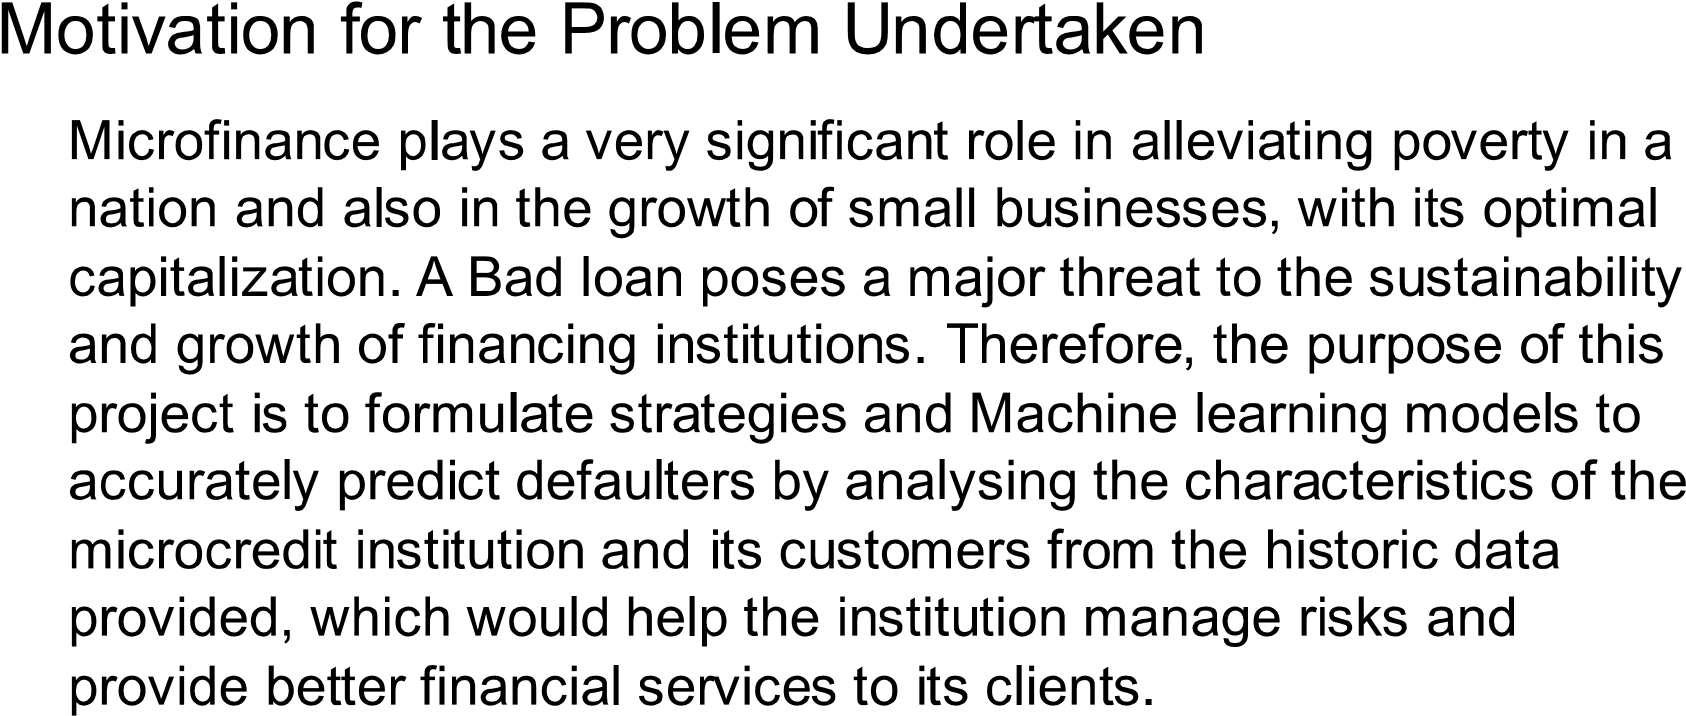 Motivation for the Problem Undertaken
Microfinance plays a very significant role in alleviating poverty in a
nation and also in the growth of small businesses, with its optimal
capitalization. A Bad loan poses a major threat to the sustainability
and growth of financing institutions. Therefore, the purpose of this
project is to formulate strategies and Machine learning models to
accurately predict defaulters by analysing the characteristics of the
microcredit institution and its customers from the historic data
provided, which would help the institution manage risks and
provide better financial services to its clients.